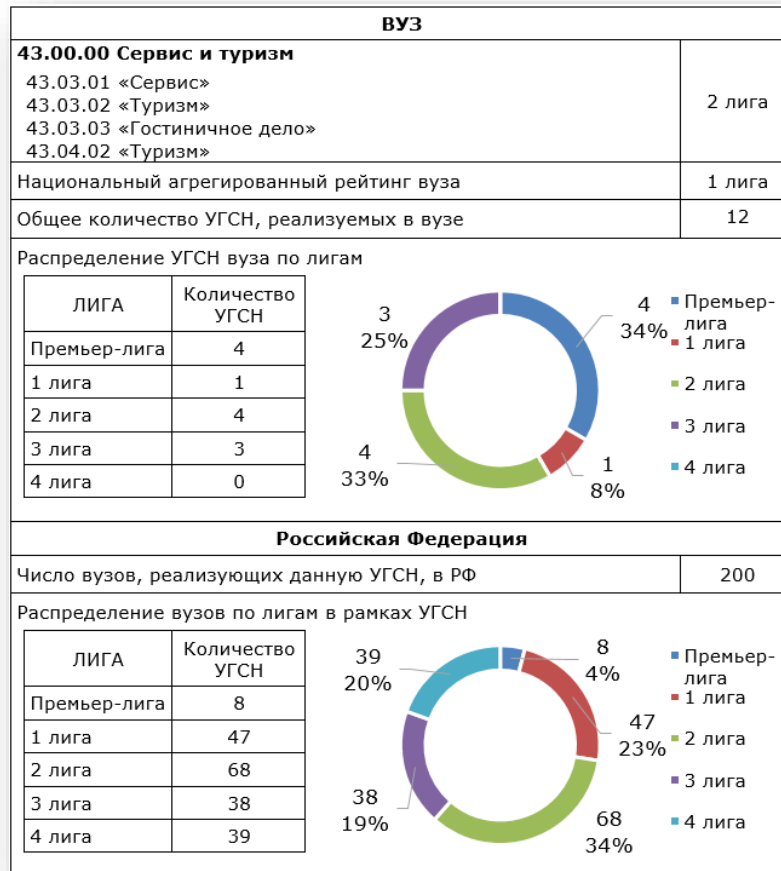 ВУЗ
43.00.00 Сервис и туризм
43.03.01 «Сервис»
43.03.02 «Туризм»
43.03.03 «Гостиничное дело»
43.04.02 «Туризм»
2 лига
Национальный агрегированный рейтинг вуза
1 лига
Общее количество УГСН, реализуемых в вузе
12
Распределение УГСН вуза по лигам
ЛИГА
Количество
УГСН
Премьер-лига 4
1 лига 1
2 лига 4
3 лига 3
4 лига 0
3
25%
4
34%
4
33%
1
8%
Премьер-
лига
1 лига
2 лига
3 лига
4 лига
Российская Федерация
Число вузов, реализующих данную УГСН, в РФ
200
Распределение вузов по лигам в рамках УГСН
ЛИГА
Количество
УГСН
Премьер-лига 8
1 лига 47
2 лига 68
3 лига 38
4 лига 39
39
20%
8
4%
47
23%
38
19%
68
34%
Премьер-
лига
1 лига
2 лига
3 лига
4 лига